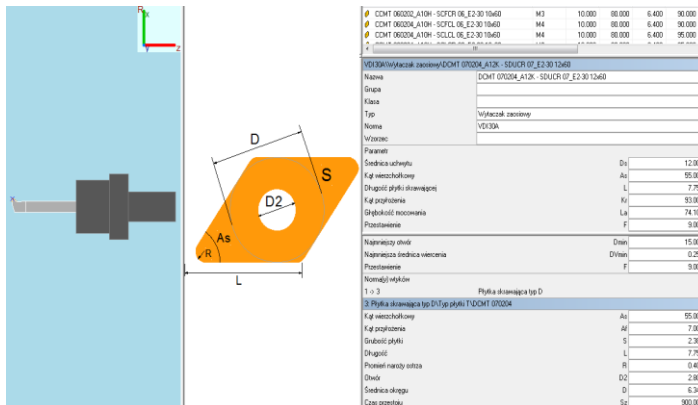 R
x
Y
z
x
D
S
D2
As
R
L
CCMT 060202_A10H - SCFCR 06_E2-30 10x60 M3 10.000 80.000 6.400 90.000
CCMT 060204_A10H - SCFCL 06_E2-30 10x60 M4 10.000 80.000 6.400 90.000
CCMT 060204_A10H - SCLCL 06_E2-30 10x60 M4 10.000 80.000 6.400 95.000
VDI30A\Wytaczak zaosiowy\DCMT 070204_A12K - SDUCR 07_E2-30 12x60
Nazwa DCMT 070204_A12K - SDUCR 07_E2-30 12x60
Grupa
Klasa
Typ Wytaczak zaosiowy
Norma VDI30A
Wzorzec
Parametr
Średnica uchwytu Ds 12.00
Kąt wierzchołkowy As 55.00
Długość płytki skrawającej L 7.75
Kąt przyłożenia Kr 93.00
Głębokość mocowania La 74.10
Przestawienie F 9.00
Najmniejszy otwór Dmin 15.00
Najmniejsza średnica wiercenia DVmin 0.25
Przestawienie F 9.00
Norma(y) wtyków
1 -> 3 Płytka skrawająca typ D
3: Płytka skrawająca typ D\Typ płytki T\DCMT 070204
Kąt wierzchołkowy As 55.00
Kąt przyłożenia Af 7.00
Grubość płytki S 2.38
Długość L 7.75
Promień naroży ostrza R 0.40
Otwór D2 2.80
Średnica okręgu D 6.34
Czas przestoju Sz 900.00